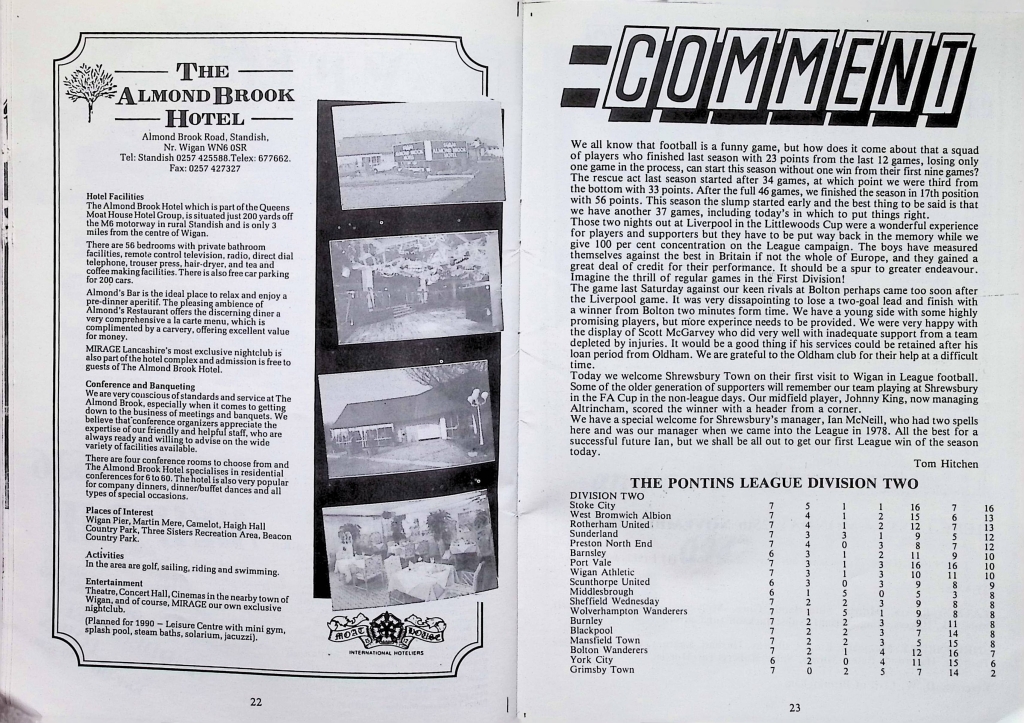 THE
ALMOND BROOK
HOTEL
Almond Brook Road, Standish,
Nr. Wigan WN6 0SR
Tel: Standish 0257 425588.Telex: 677662.
Fax: 0257 427327
Hotel Facilities
The Almond Brook Hotel which is part of the Queens
Moat House Hotel Group, is situated just 200 yards off
the M6 motorway in rural Standish and is only 3
miles from the centre of Wigan.
There are 56 bedrooms with private bathroom
facilities, remote control television, radio, direct dial
telephone, trouser press, hair-dryer, and tea and
coffee making facilities. There is also free car parking
for 200 cars.
Almond's Bar is the ideal place to relax and enjoy a
pre-dinner aperitif. The pleasing ambience of
Almond's Restaurant offers the discerning diner a
very comprehensive a la carte menu, which is
complimented by a carvery, offering excellent value
for money.
MIRAGE Lancashire's most exclusive nightclub is
also part of the hotel complex and admission is free to
guests of The Almond Brook Hotel.
Conference and Banqueting
We are very conscious of standards and service at The
Almond Brook, especially when it comes to getting
down to the business of meetings and banquets. We
believe that conference organizers appreciate the
expertise of our friendly and helpful staff, who are
always ready and willing to advise on the wide
variety of facilities available.
There are four conference rooms to choose from and
The Almond Brook Hotel specialises in residential
conferences for 6 to 60. The hotel is also very popular
for company dinners, dinner/buffet dances and all
types of special occasions.
Places of Interest
Wigan Pier, Martin Mere, Camelot, Haigh Hall
Country Park, Three Sisters Recreation Area, Beacon
Country Park.
Activities
In the area are golf, sailing, riding and swimming.
Entertainment
Theatre, Concert Hall, Cinemas in the nearby town of
Wigan, and of course, MIRAGE our own exclusive
nightclub.
(Planned for 1990 – Leisure Centre with mini gym,
splash pool, steam baths, solarium, jacuzzi).
MOAT HOUSE
INTERNATIONAL HOTELIERS
22
COMMENT
We all know that football is a funny game, but how does it come about that a squad
of players who finished last season with 23 points from the last 12 games, losing only
one game in the process, can start this season without one win from their first nine games?
The rescue act last season started after 34 games, at which point we were third from
the bottom with 33 points. After the full 46 games, we finished the season in 17th position
with 56 points. This season the slump started early and the best thing to be said is that
we have another 37 games, including today's in which to put things right.
Those two nights out at Liverpool in the Littlewoods Cup were a wonderful experience
for players and supporters but they have to be put way back in the memory while we
give 100 per cent concentration on the League campaign. The boys have measured
themselves against the best in Britain if not the whole of Europe, and they gained a
great deal of credit for their performance. It should be a spur to greater endeavour.
Imagine the thrill of regular games in the First Division!
The game last Saturday against our keen rivals at Bolton perhaps came too soon after
the Liverpool game. It was very dissapointing to lose a two-goal lead and finish with
a winner from Bolton two minutes form time. We have a young side with some highly
promising players, but more experince needs to be provided. We were very happy with
the display of Scott McGarvey who did very well with inadequate support from a team
depleted by injuries. It would be a good thing if his services could be retained after his
loan period from Oldham. We are grateful to the Oldham club for their help at a difficult
time.
Today we welcome Shrewsbury Town on their first visit to Wigan in League football.
Some of the older generation of supporters will remember our team playing at Shrewsbury
in the FA Cup in the non-league days. Our midfield player, Johnny King, now managing
Altrincham, scored the winner with a header from a corner.
We have a special welcome for Shrewsbury's manager, Ian McNeill, who had two spells
here and was our manager when we came into the League in 1978. All the best for a
successful future Ian, but we shall be all out to get our first League win of the season
today.
Tom Hitchen
THE PONTINS LEAGUE DIVISION TWO
DIVISION TWO
Stoke City 7 5 1 1 16 7 16
West Bromwich Albion 7 4 1 2 15 6 13
Rotherham United 7 4 1 2 12 7 13
Sunderland 7 3 3 1 9 5 12
Preston North End 7 4 0 3 8 7 12
Barnsley 6 3 1 2 11 9 10
Port Vale 7 3 1 3 16 16 10
Wigan Athletic 7 3 1 3 10 11 10
Scunthorpe United 6 3 0 3 9 8 9
Middlesbrough 6 1 5 0 5 3 8
Sheffield Wednesday 7 2 2 3 9 8 8
Wolverhampton Wanderers 7 1 5 1 9 8 8
Burnley 7 2 2 3 9 11 8
Blackpool 7 2 2 3 7 14 8
Mansfield Town 7 2 2 3 5 15 8
Bolton Wanderers 7 2 1 4 12 16 7
York City 6 2 0 4 11 15 6
Grimsby Town 7 0 2 5 7 14 2
23